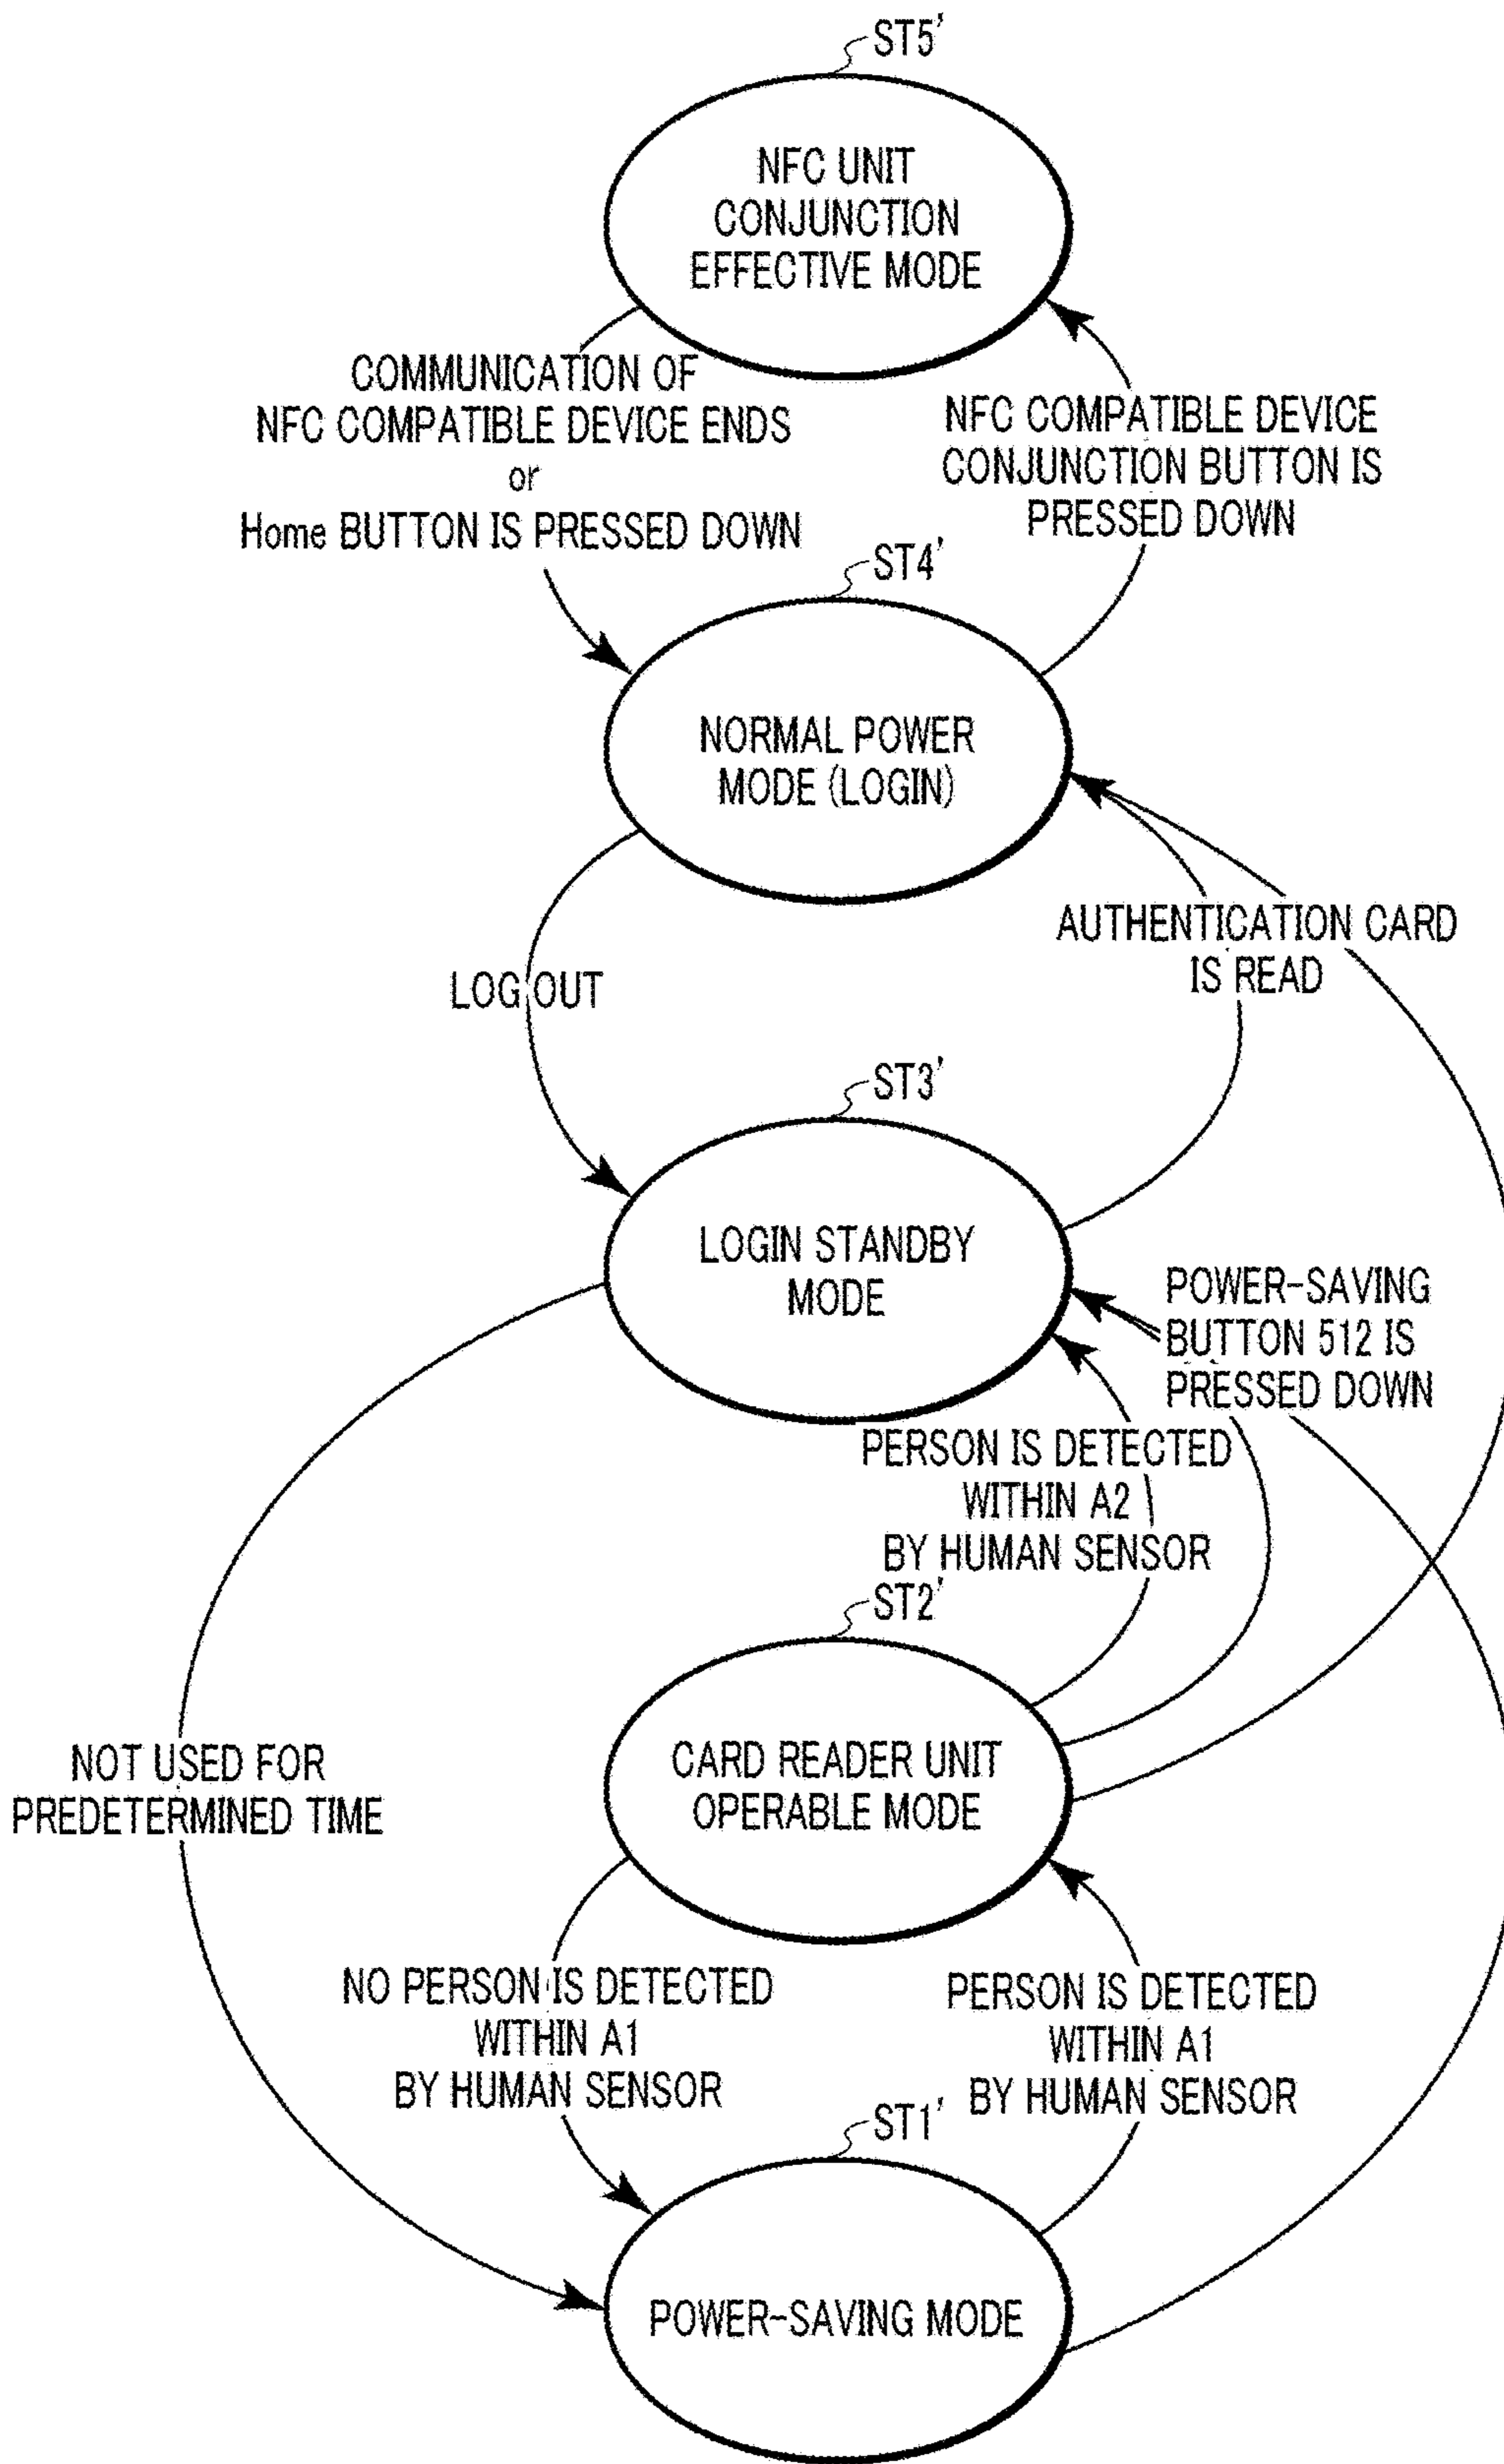 ST5'
NFC UNIT
CONJUNCTION
EFFECTIVE MODE
COMMUNICATION OF
NFC COMPATIBLE DEVICE ENDS
or
Home BUTTON IS PRESSED DOWN
NFC COMPATIBLE DEVICE
CONJUNCTION BUTTON IS
PRESSED DOWN
ST4'
NORMAL POWER
MODE (LOGIN)
LOG OUT
AUTHENTICATION CARD
IS READ
ST3'
LOGIN STANDBY
MODE
POWER-SAVING
BUTTON 512 IS
PRESSED DOWN
PERSON IS DETECTED
WITHIN A2
BY HUMAN SENSOR
ST2'
CARD READER UNIT
OPERABLE MODE
NOT USED FOR
PREDETERMINED TIME
NO PERSON IS DETECTED
WITHIN A1
BY HUMAN SENSOR
PERSON IS DETECTED
WITHIN A1
BY HUMAN SENSOR
ST1'
POWER-SAVING MODE